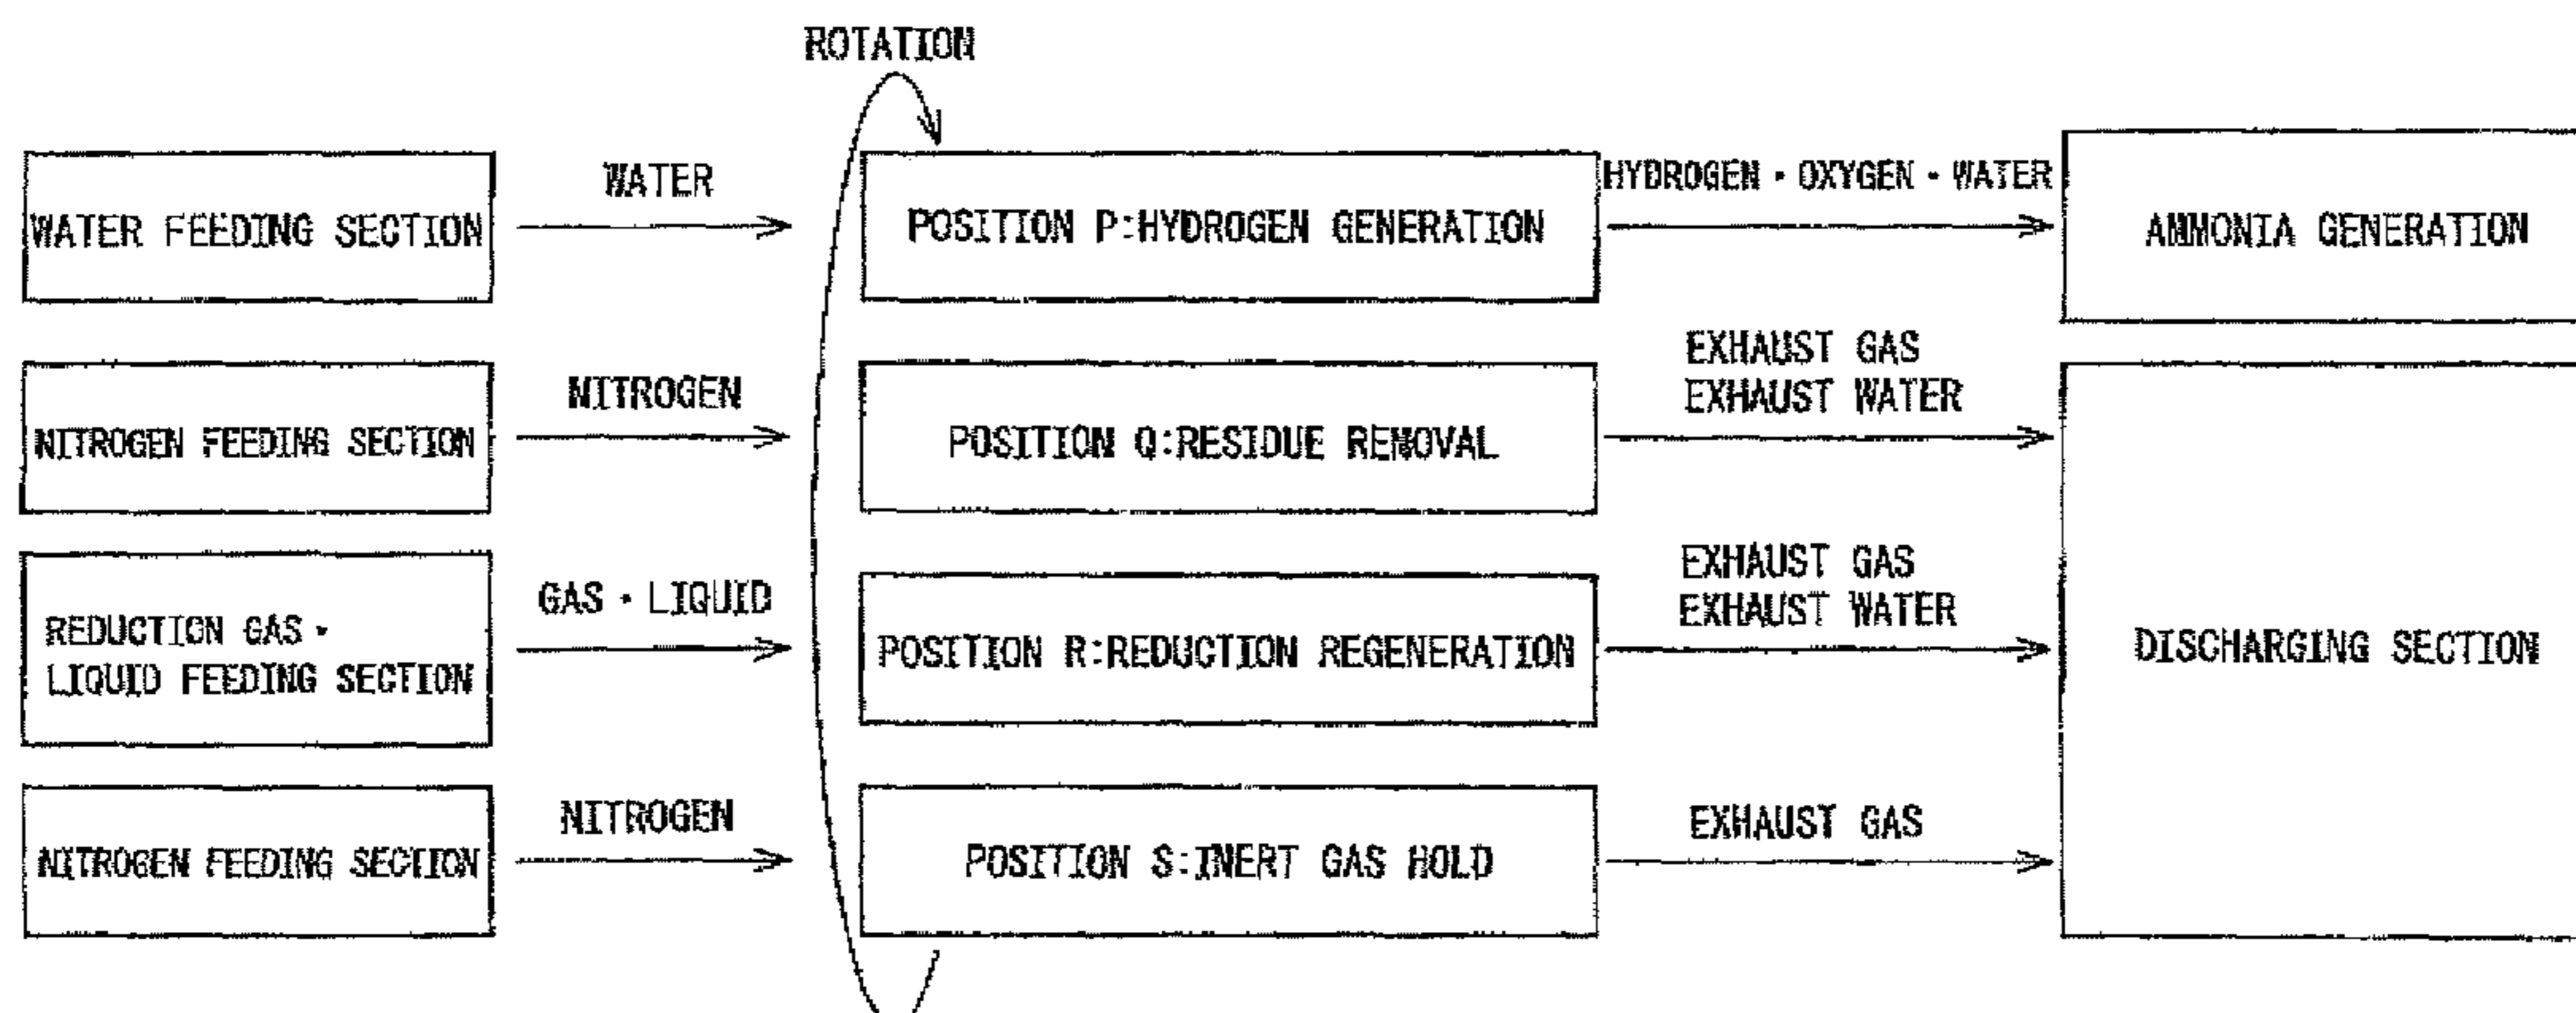 ROTATION
WATER FEEDING SECTION
WATER
POSITION P:HYDROGEN GENERATION
HYDROGEN・OXYGEN・WATER
AMMONIA GENERATION
NITROGEN FEEDING SECTION
NITROGEN
POSITION Q:RESIDUE REMOVAL
EXHAUST GAS
EXHAUST WATER
REDUCTION GAS・
LIQUID FEEDING SECTION
GAS・LIQUID
POSITION R:REDUCTION REGENERATION
EXHAUST GAS
EXHAUST WATER
DISCHARGING SECTION
NITROGEN FEEDING SECTION
NITROGEN
POSITION S:INERT GAS HOLD
EXHAUST GAS